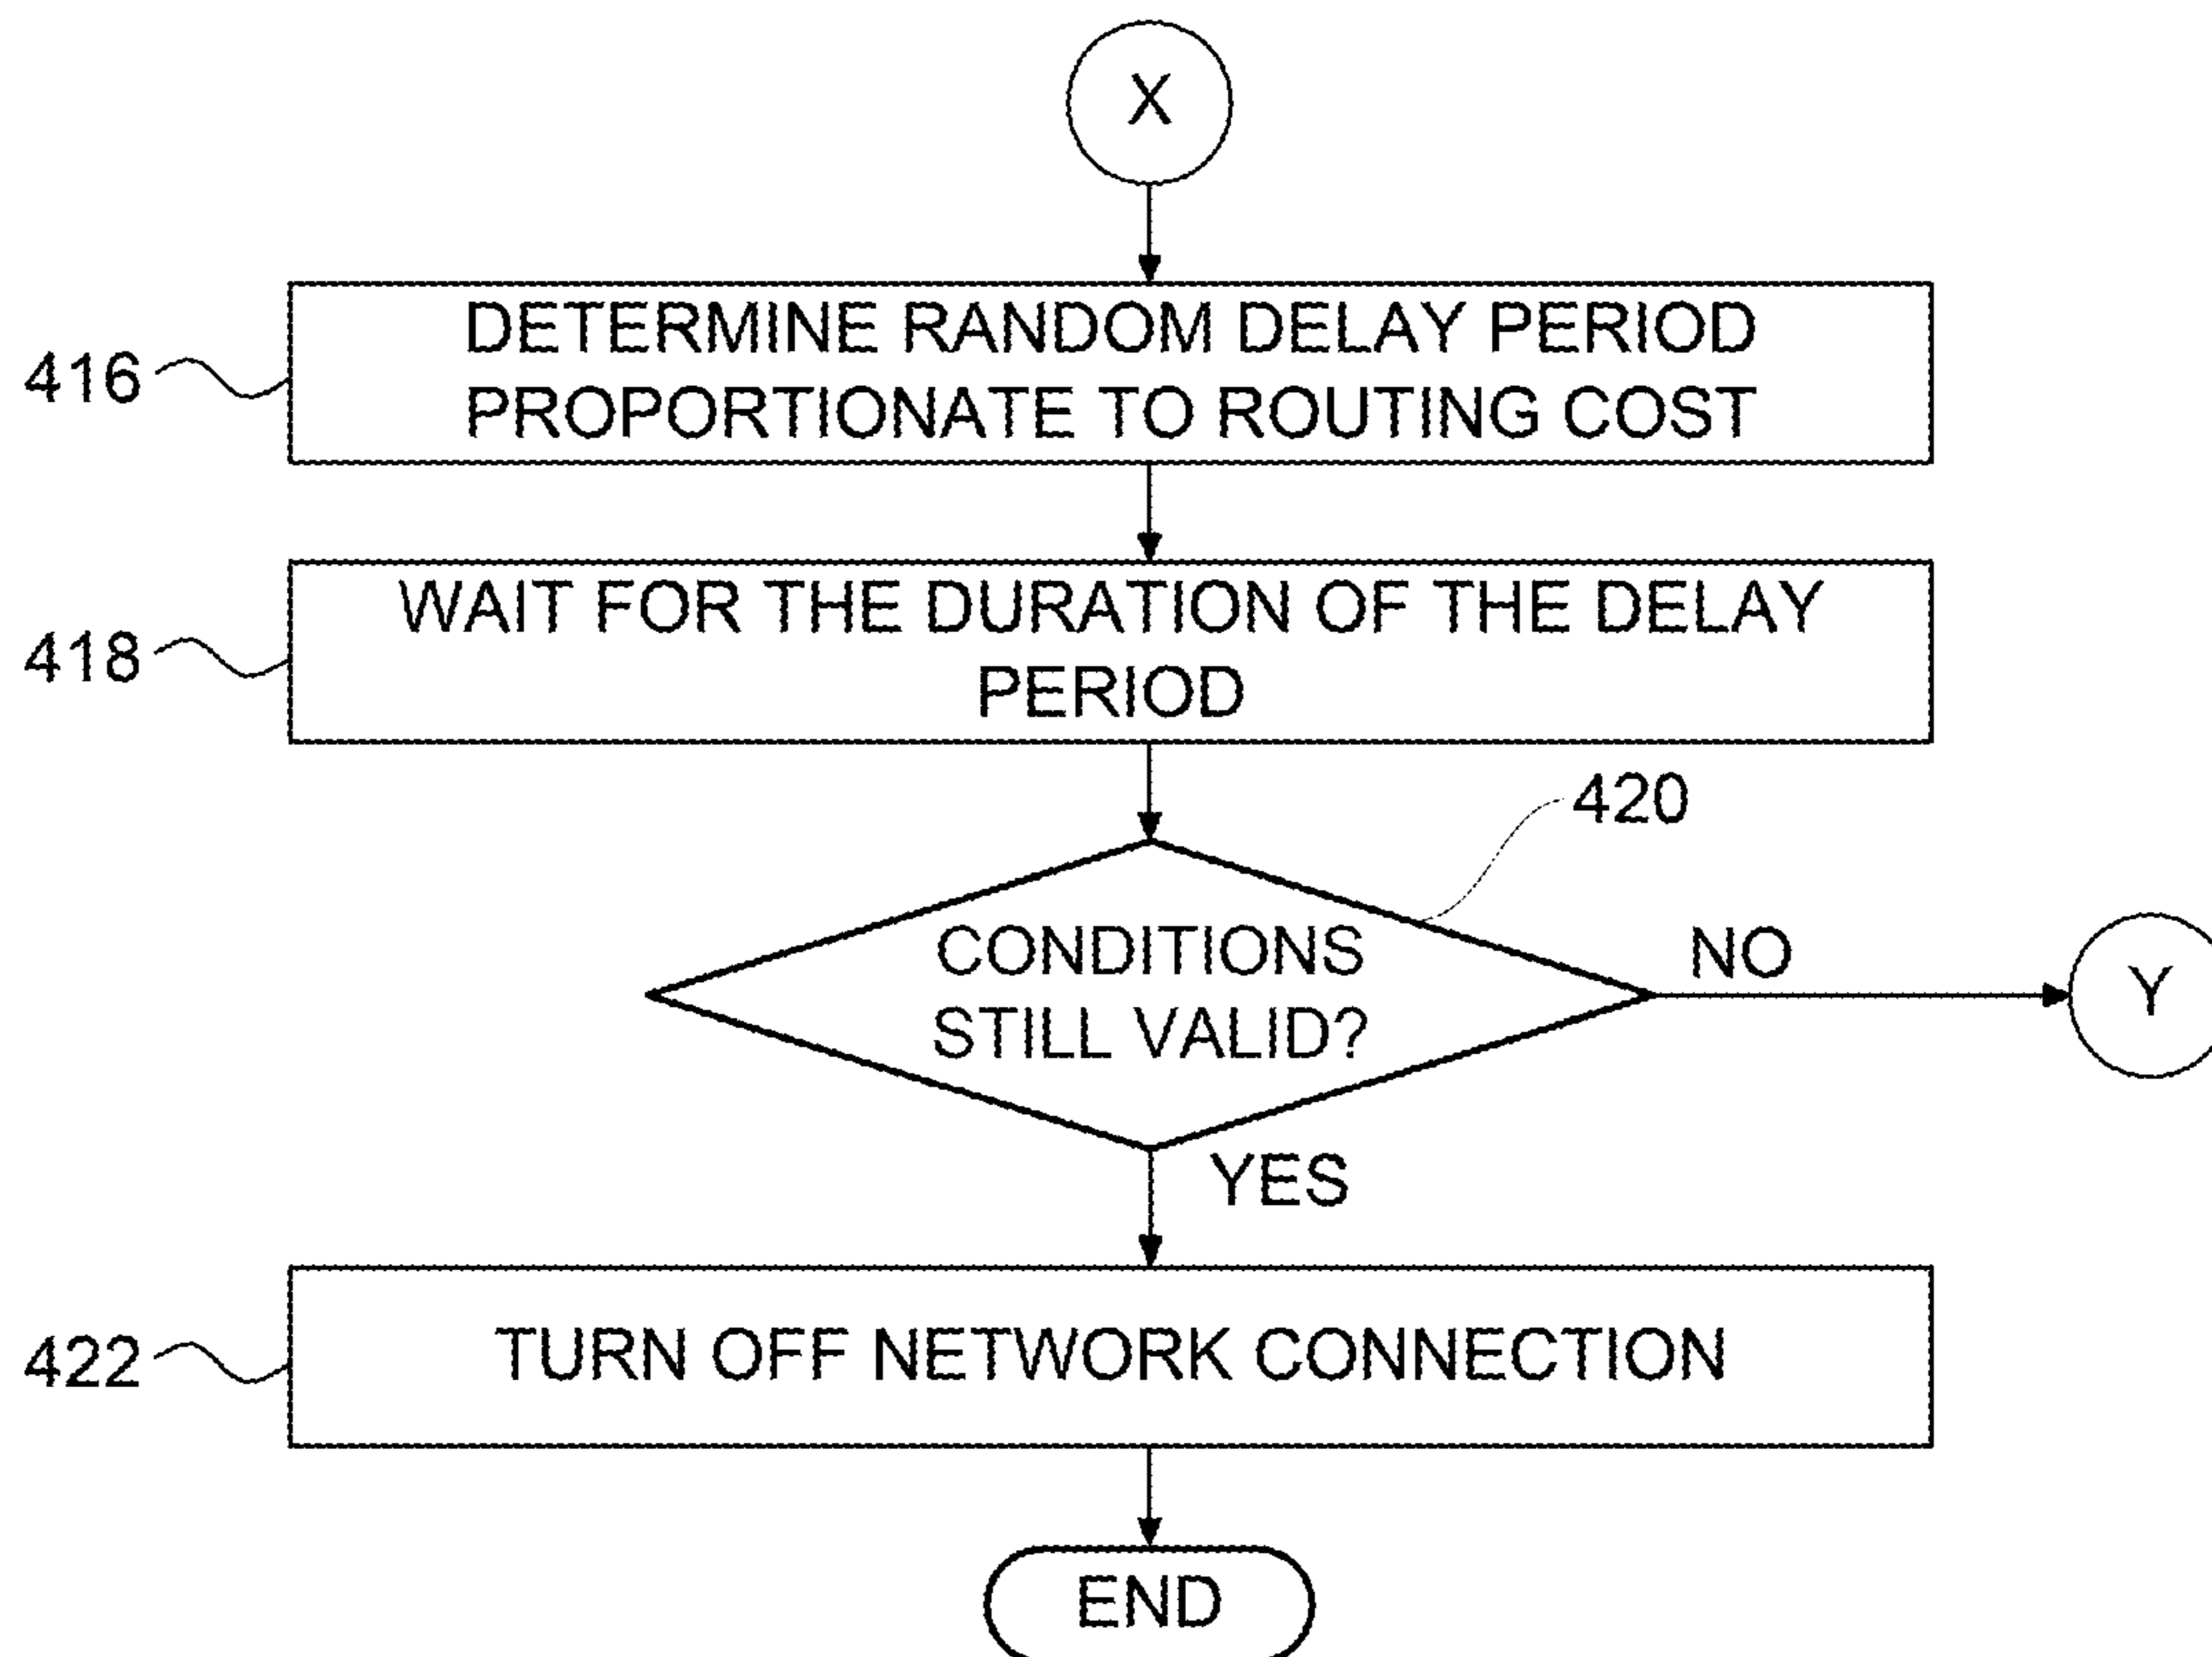 X
416
DETERMINE RANDOM DELAY PERIOD
PROPORTIONATE TO ROUTING COST
418
WAIT FOR THE DURATION OF THE DELAY
PERIOD
420
CONDITIONS
STILL VALID?
NO
Y
YES
422
TURN OFF NETWORK CONNECTION
END